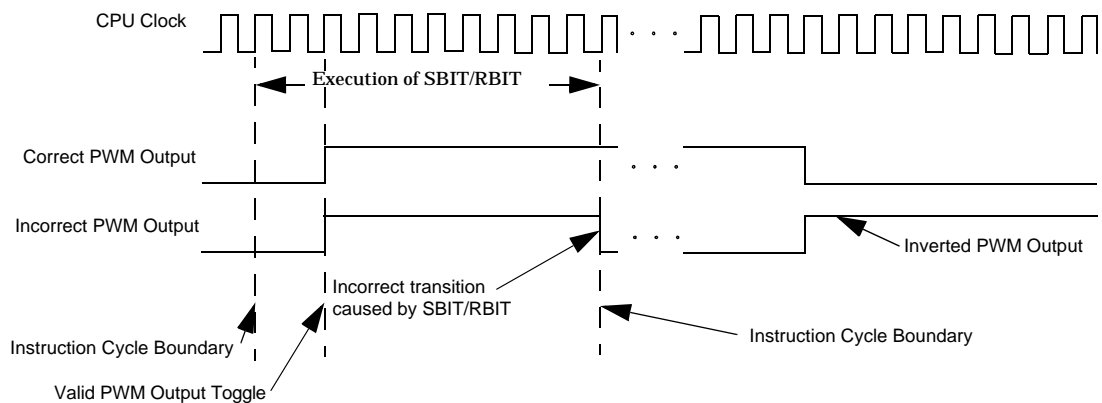 CPU Clock
Execution of SBIT/RBIT
Correct PWM Output
Incorrect PWM Output
Inverted PWM Output
Incorrect transition
caused by SBIT/RBIT
Instruction Cycle Boundary
Instruction Cycle Boundary
Valid PWM Output Toggle